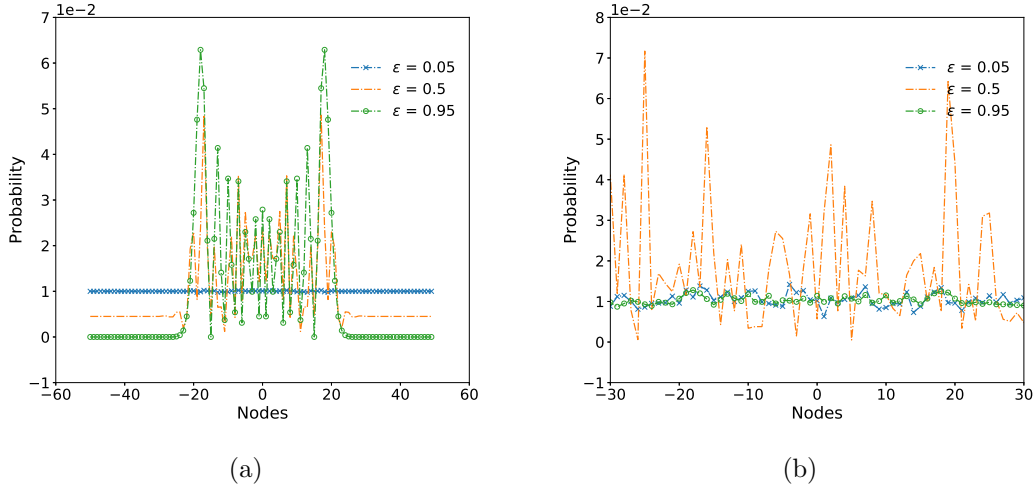 1e−2
7
6
5
4
3
2
1
0
−1
Probability
−60
−40
−20
0
20
40
60
Nodes
ε = 0.05
ε = 0.5
ε = 0.95
(a)
1e−2
8
7
6
5
4
3
2
1
0
−1
Probability
−30
−20
−10
0
10
20
30
Nodes
ε = 0.05
ε = 0.5
ε = 0.95
(b)